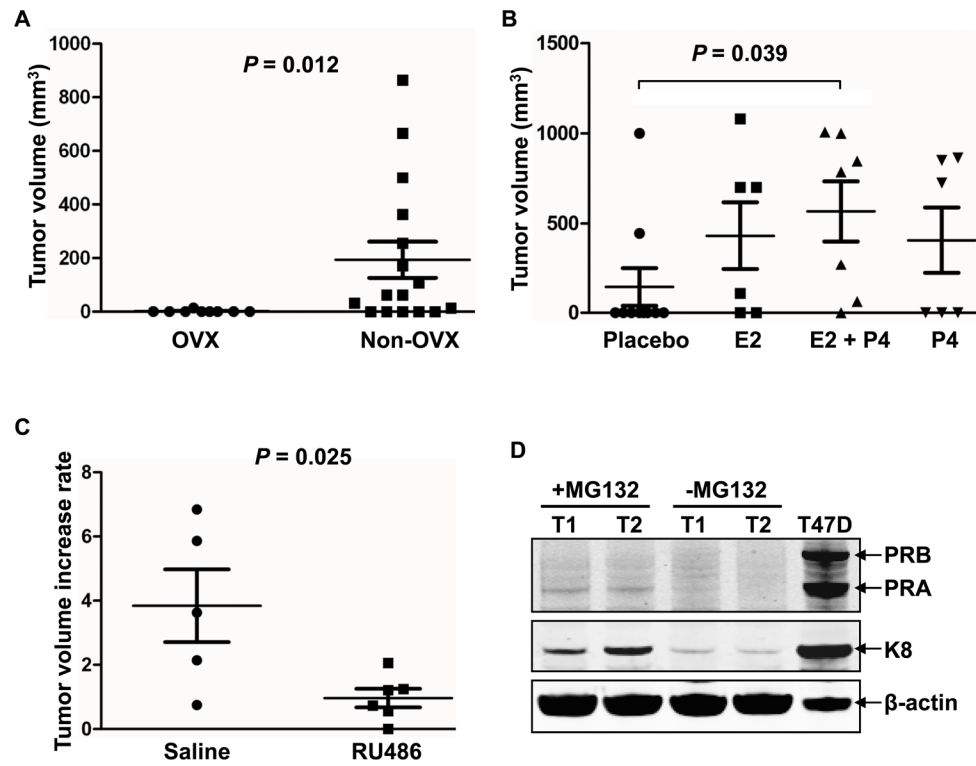 A
Tumor volume (mm³)
1000
800
600
400
200
0
P = 0.012
OVX Non-OVX
B
Tumor volume (mm³)
1500
1000
500
0
P = 0.039
Placebo E2 E2 + P4 P4
C
Tumor volume increase rate
8
6
4
2
0
P = 0.025
Saline RU486
D
+MG132 -MG132
T1 T2 T1 T2 T47D
PRB
PRA
K8
β-actin